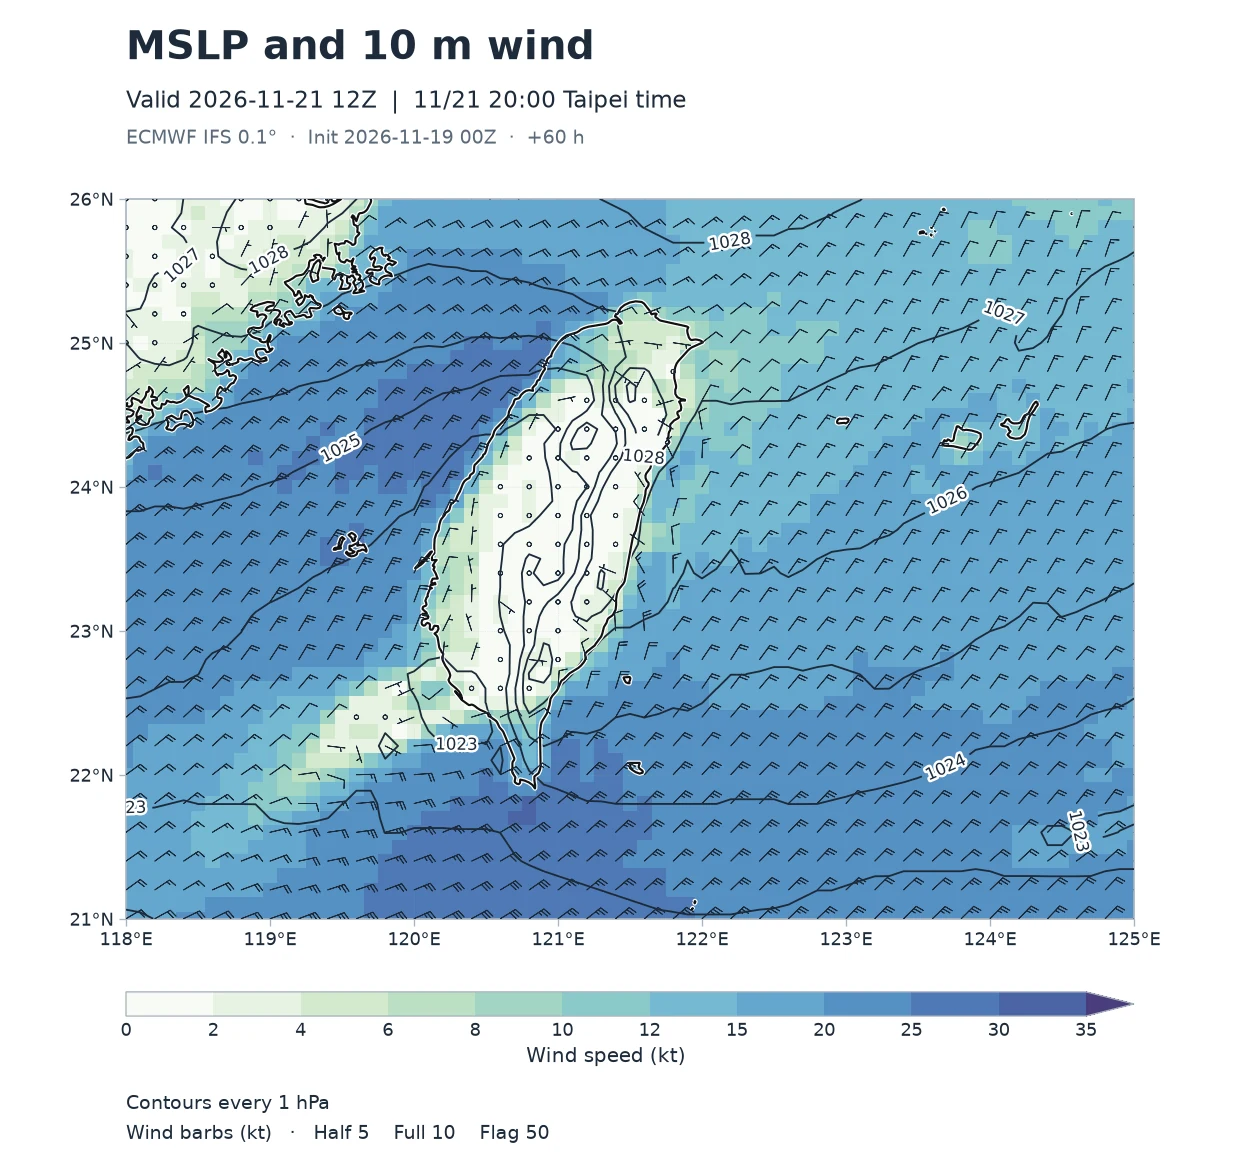 MSLP and 10 m wind
Valid 2026-11-21 12Z | 11/21 20:00 Taipei time
ECMWF IFS 0.1° · Init 2026-11-19 00Z · +60 h
26°N
1028
1027
1028
1027
25°N
1025
1028
24°N
1026
23°N
1023
1024
22°N
23
1023
21°N
118°E 119°E 120°E 121°E 122°E 123°E 124°E 125°E
0 2 4 6 8 10 12 15 20 25 30 35
Wind speed (kt)
Contours every 1 hPa
Wind barbs (kt) · Half 5 Full 10 Flag 50